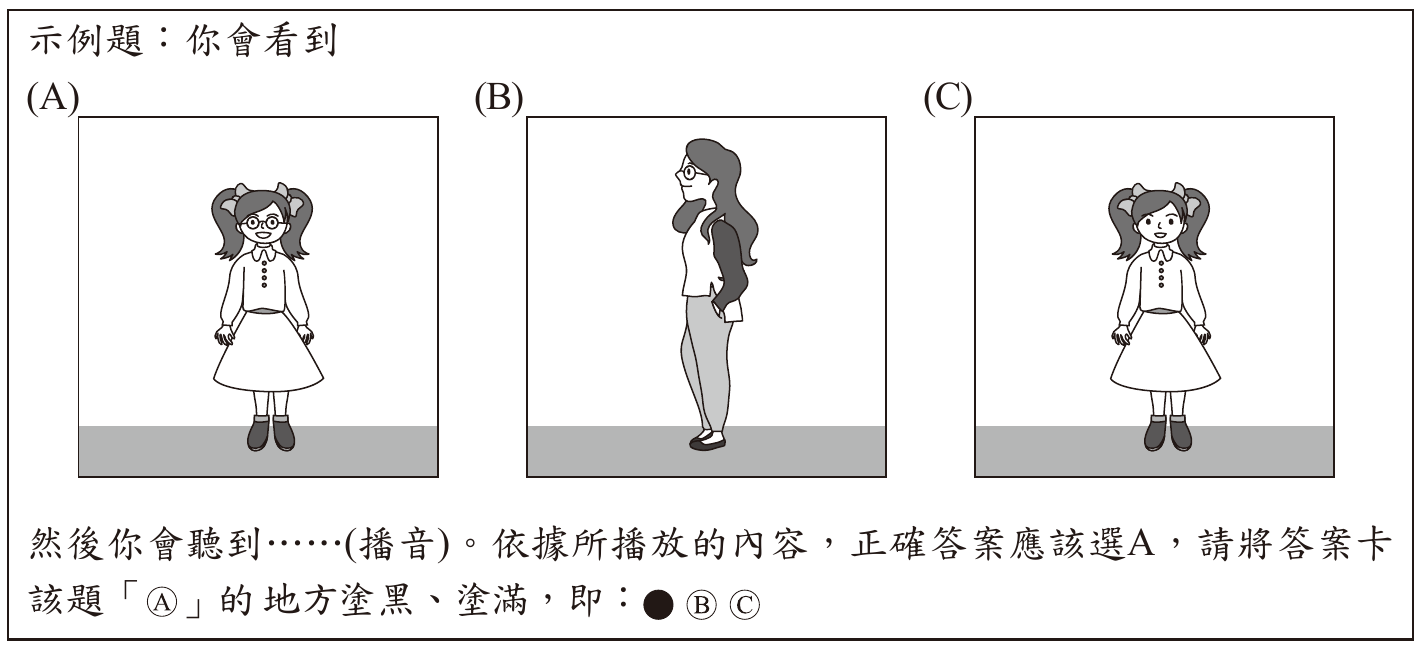 示例題：你會看到
(A)
(B)
(C)
然後你會聽到……(播音)。依據所播放的內容，正確答案應該選A，請將答案卡
該題「Ⓐ」的地方塗黑、塗滿，即：● Ⓑ Ⓒ